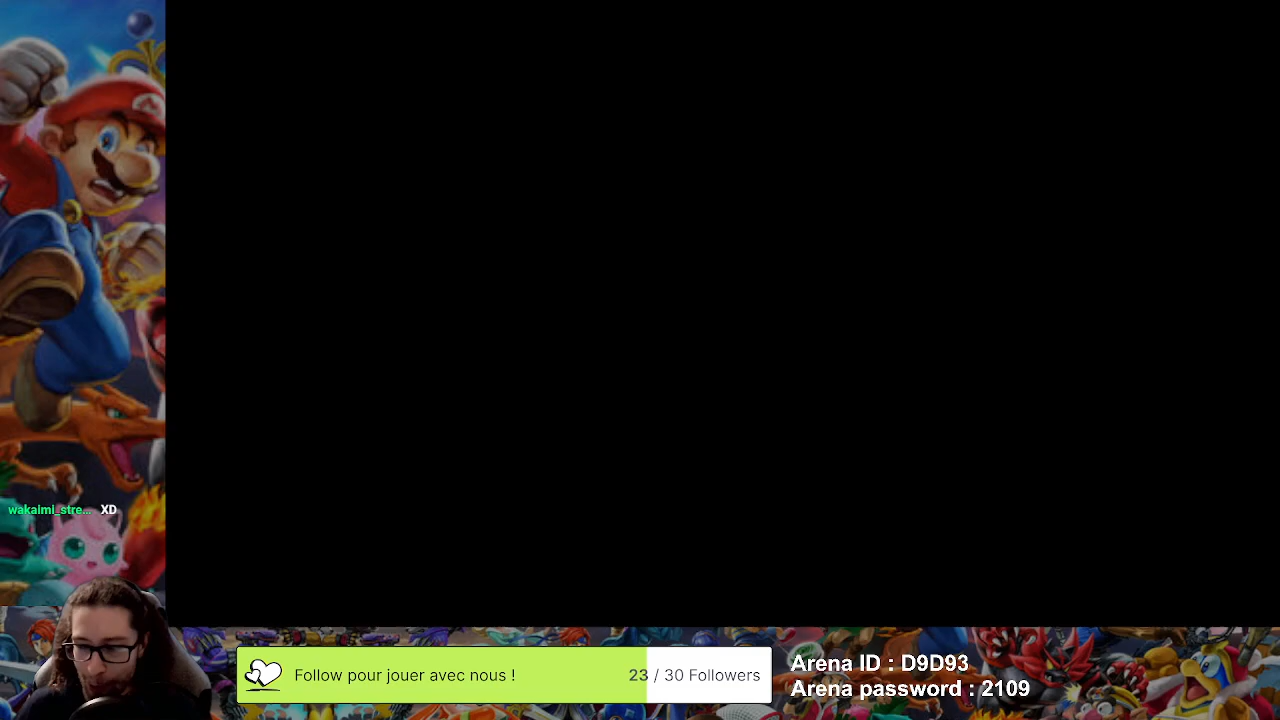 wakaimi_stre... XD
Follow pour jouer avec nous !
23 / 30 Followers
Arena ID : D9D93
Arena password : 2109